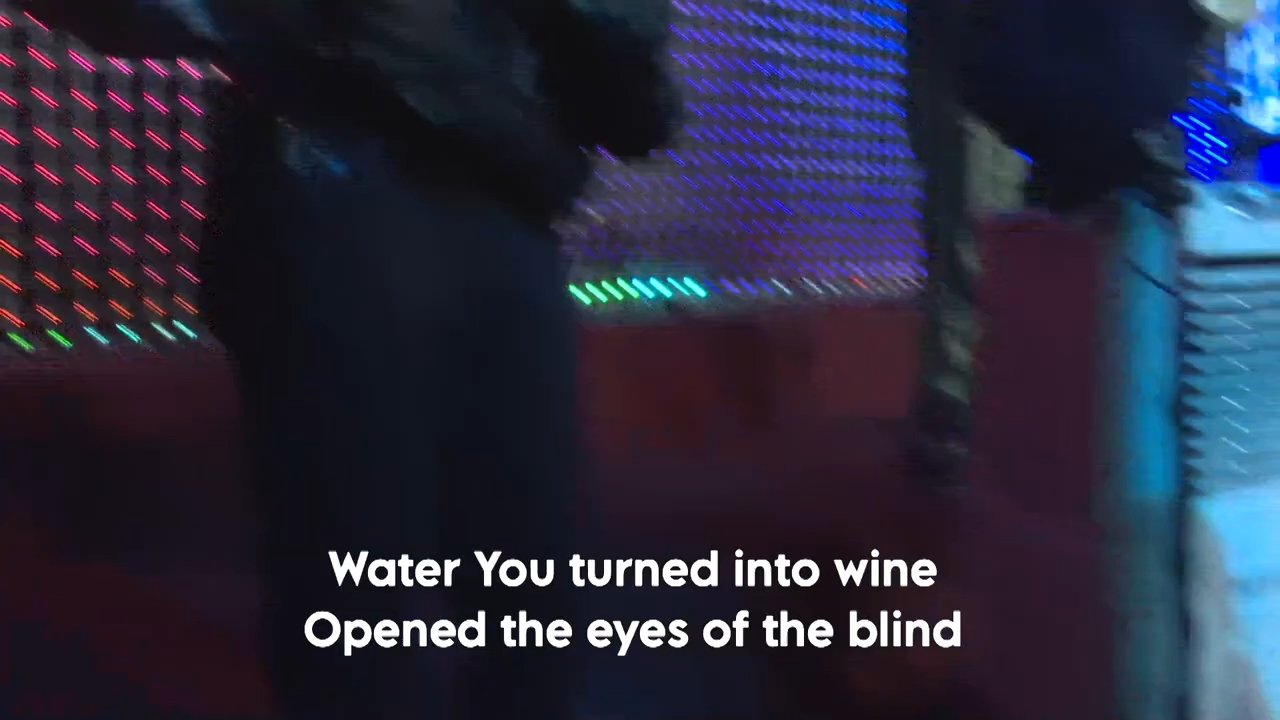 Water You turned into wine
Opened the eyes of the blind